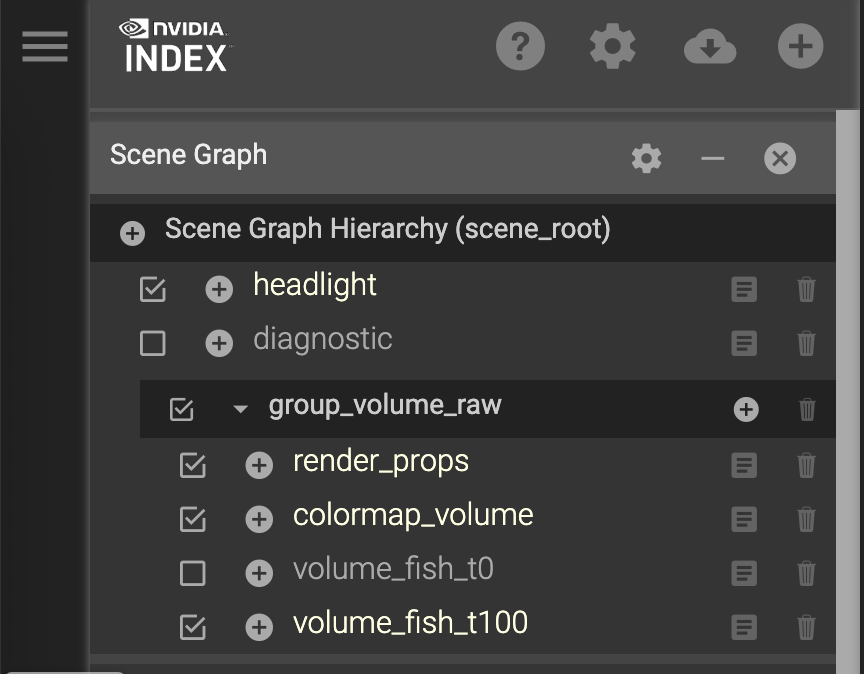 NVIDIA.
INDEX
Scene Graph
Scene Graph Hierarchy (scene_root)
headlight
diagnostic
group_volume_raw
render_props
colormap_volume
volume_fish_t0
volume_fish_t100